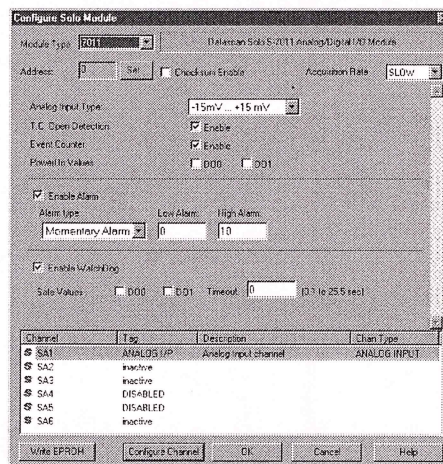 Configure Solo Module
Module Type 7011 Datascan Solo S-7011 Analog/Digital I/O Module
Address: 0 Set Checksum Enable Acquisition Rate SLOW
Analog Input Type: -15mV ... +15 mV
T.C. Open Detection Enable
Event Counter Enable
PowerUp Values DO0 DO1
Enable Alarm
Alarm type Low Alarm: High Alarm:
Momentary Alarm 0 10
Enable WatchDog
Safe Values DO0 DO1 Timeout 0 (0.1 to 25.5 sec)
Channel Tag Description Chan Type
SA1 ANALOG I/P Analog Input channel ANALOG INPUT
SA2 inactive
SA3 inactive
SA4 DISABLED
SA5 DISABLED
SA6 inactive
Write EPROM Configure Channel OK Cancel Help